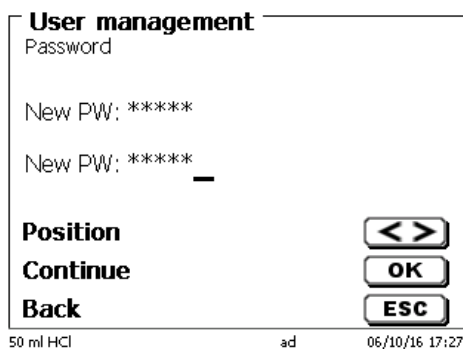 User management
Password
New PW: *****
New PW: *****_
Position < >
Continue OK
Back ESC
50 ml HCl ad 06/10/16 17:27